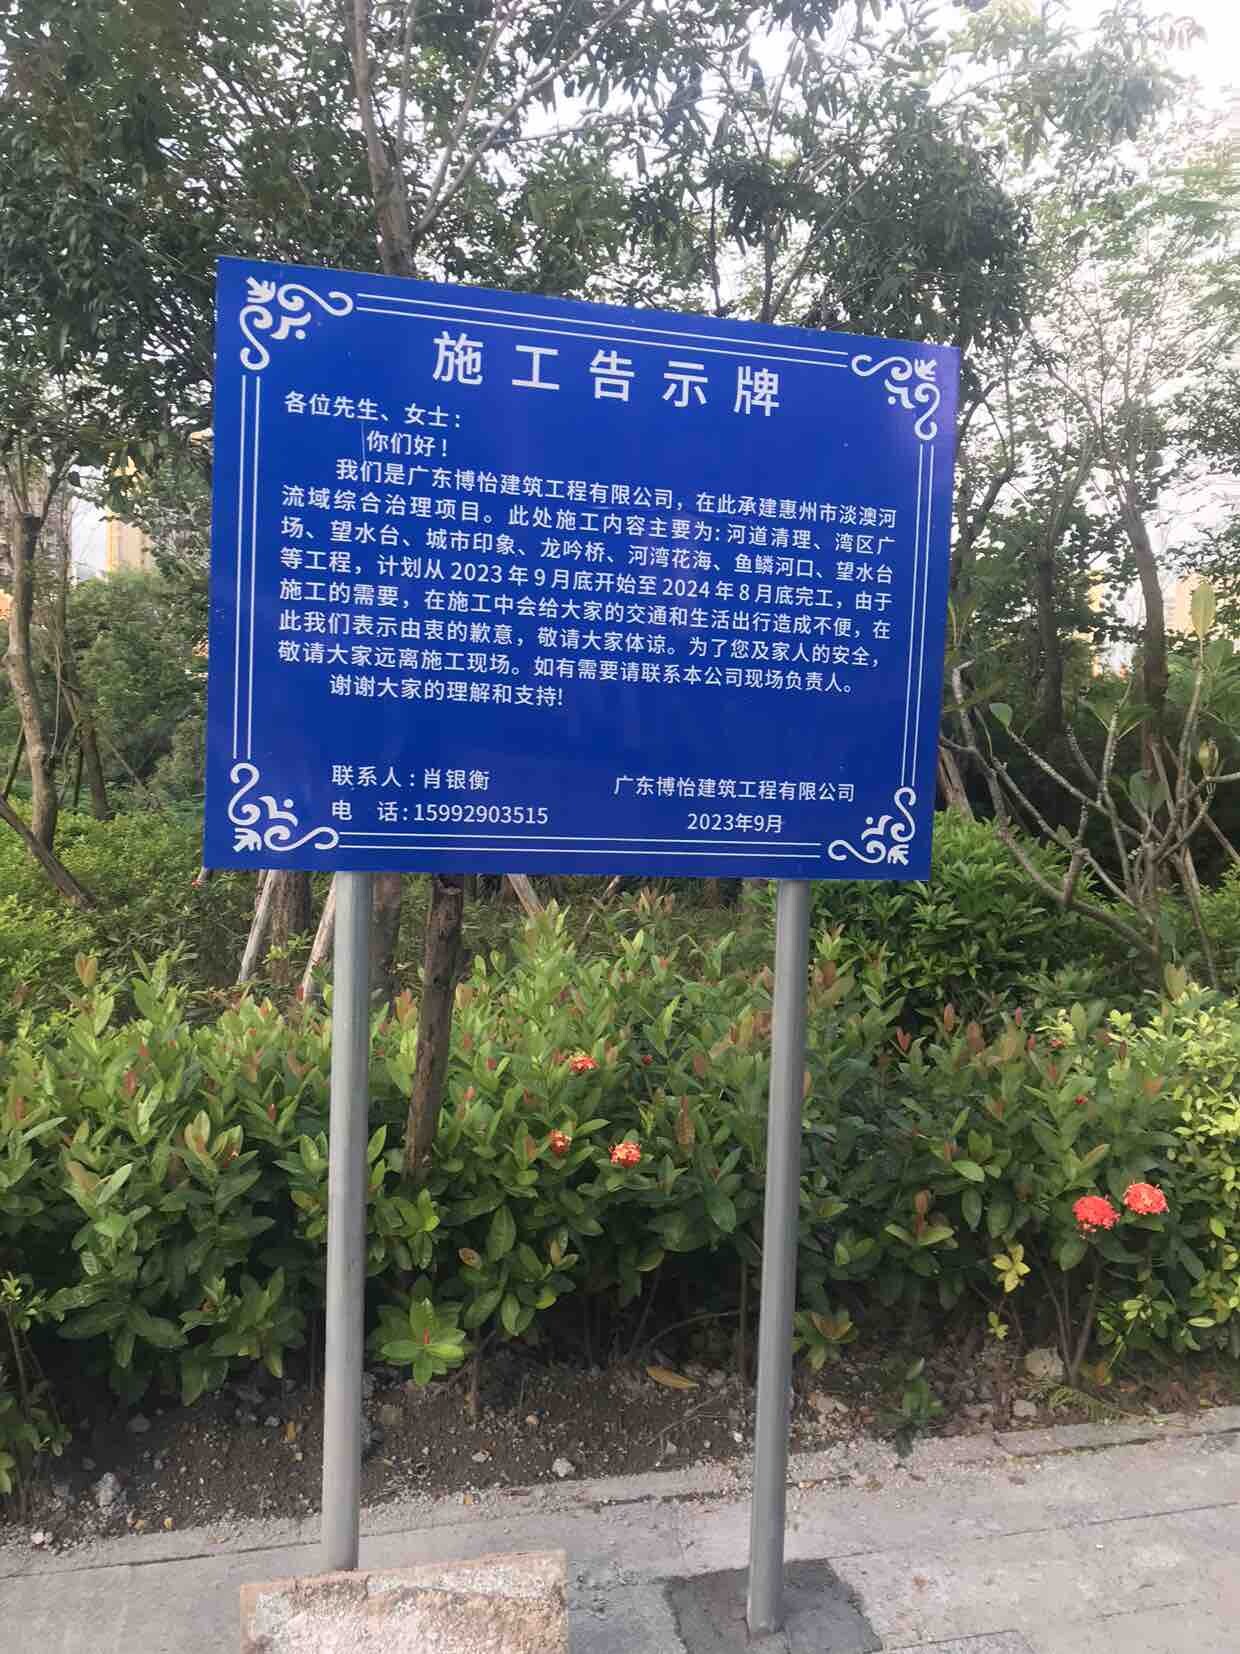 施工告示牌
各位先生、女士：
你们好！
我们是广东博怡建筑工程有限公司，在此承建惠州市淡澳河
流域综合治理项目。此处施工内容主要为：河道清理、湾区广
场、望水台、城市印象、龙吟桥、河湾花海、鱼鳞河口、望水台
等工程，计划从2023年9月底开始至2024年8月底完工，由于
施工的需要，在施工中会给大家的交通和生活出行造成不便，在
此我们表示由衷的歉意，敬请大家体谅。为了您及家人的安全，
敬请大家远离施工现场。如有需要请联系本公司现场负责人。
谢谢大家的理解和支持!
联系人：肖银衡
电 话：15992903515
广东博怡建筑工程有限公司
2023年9月